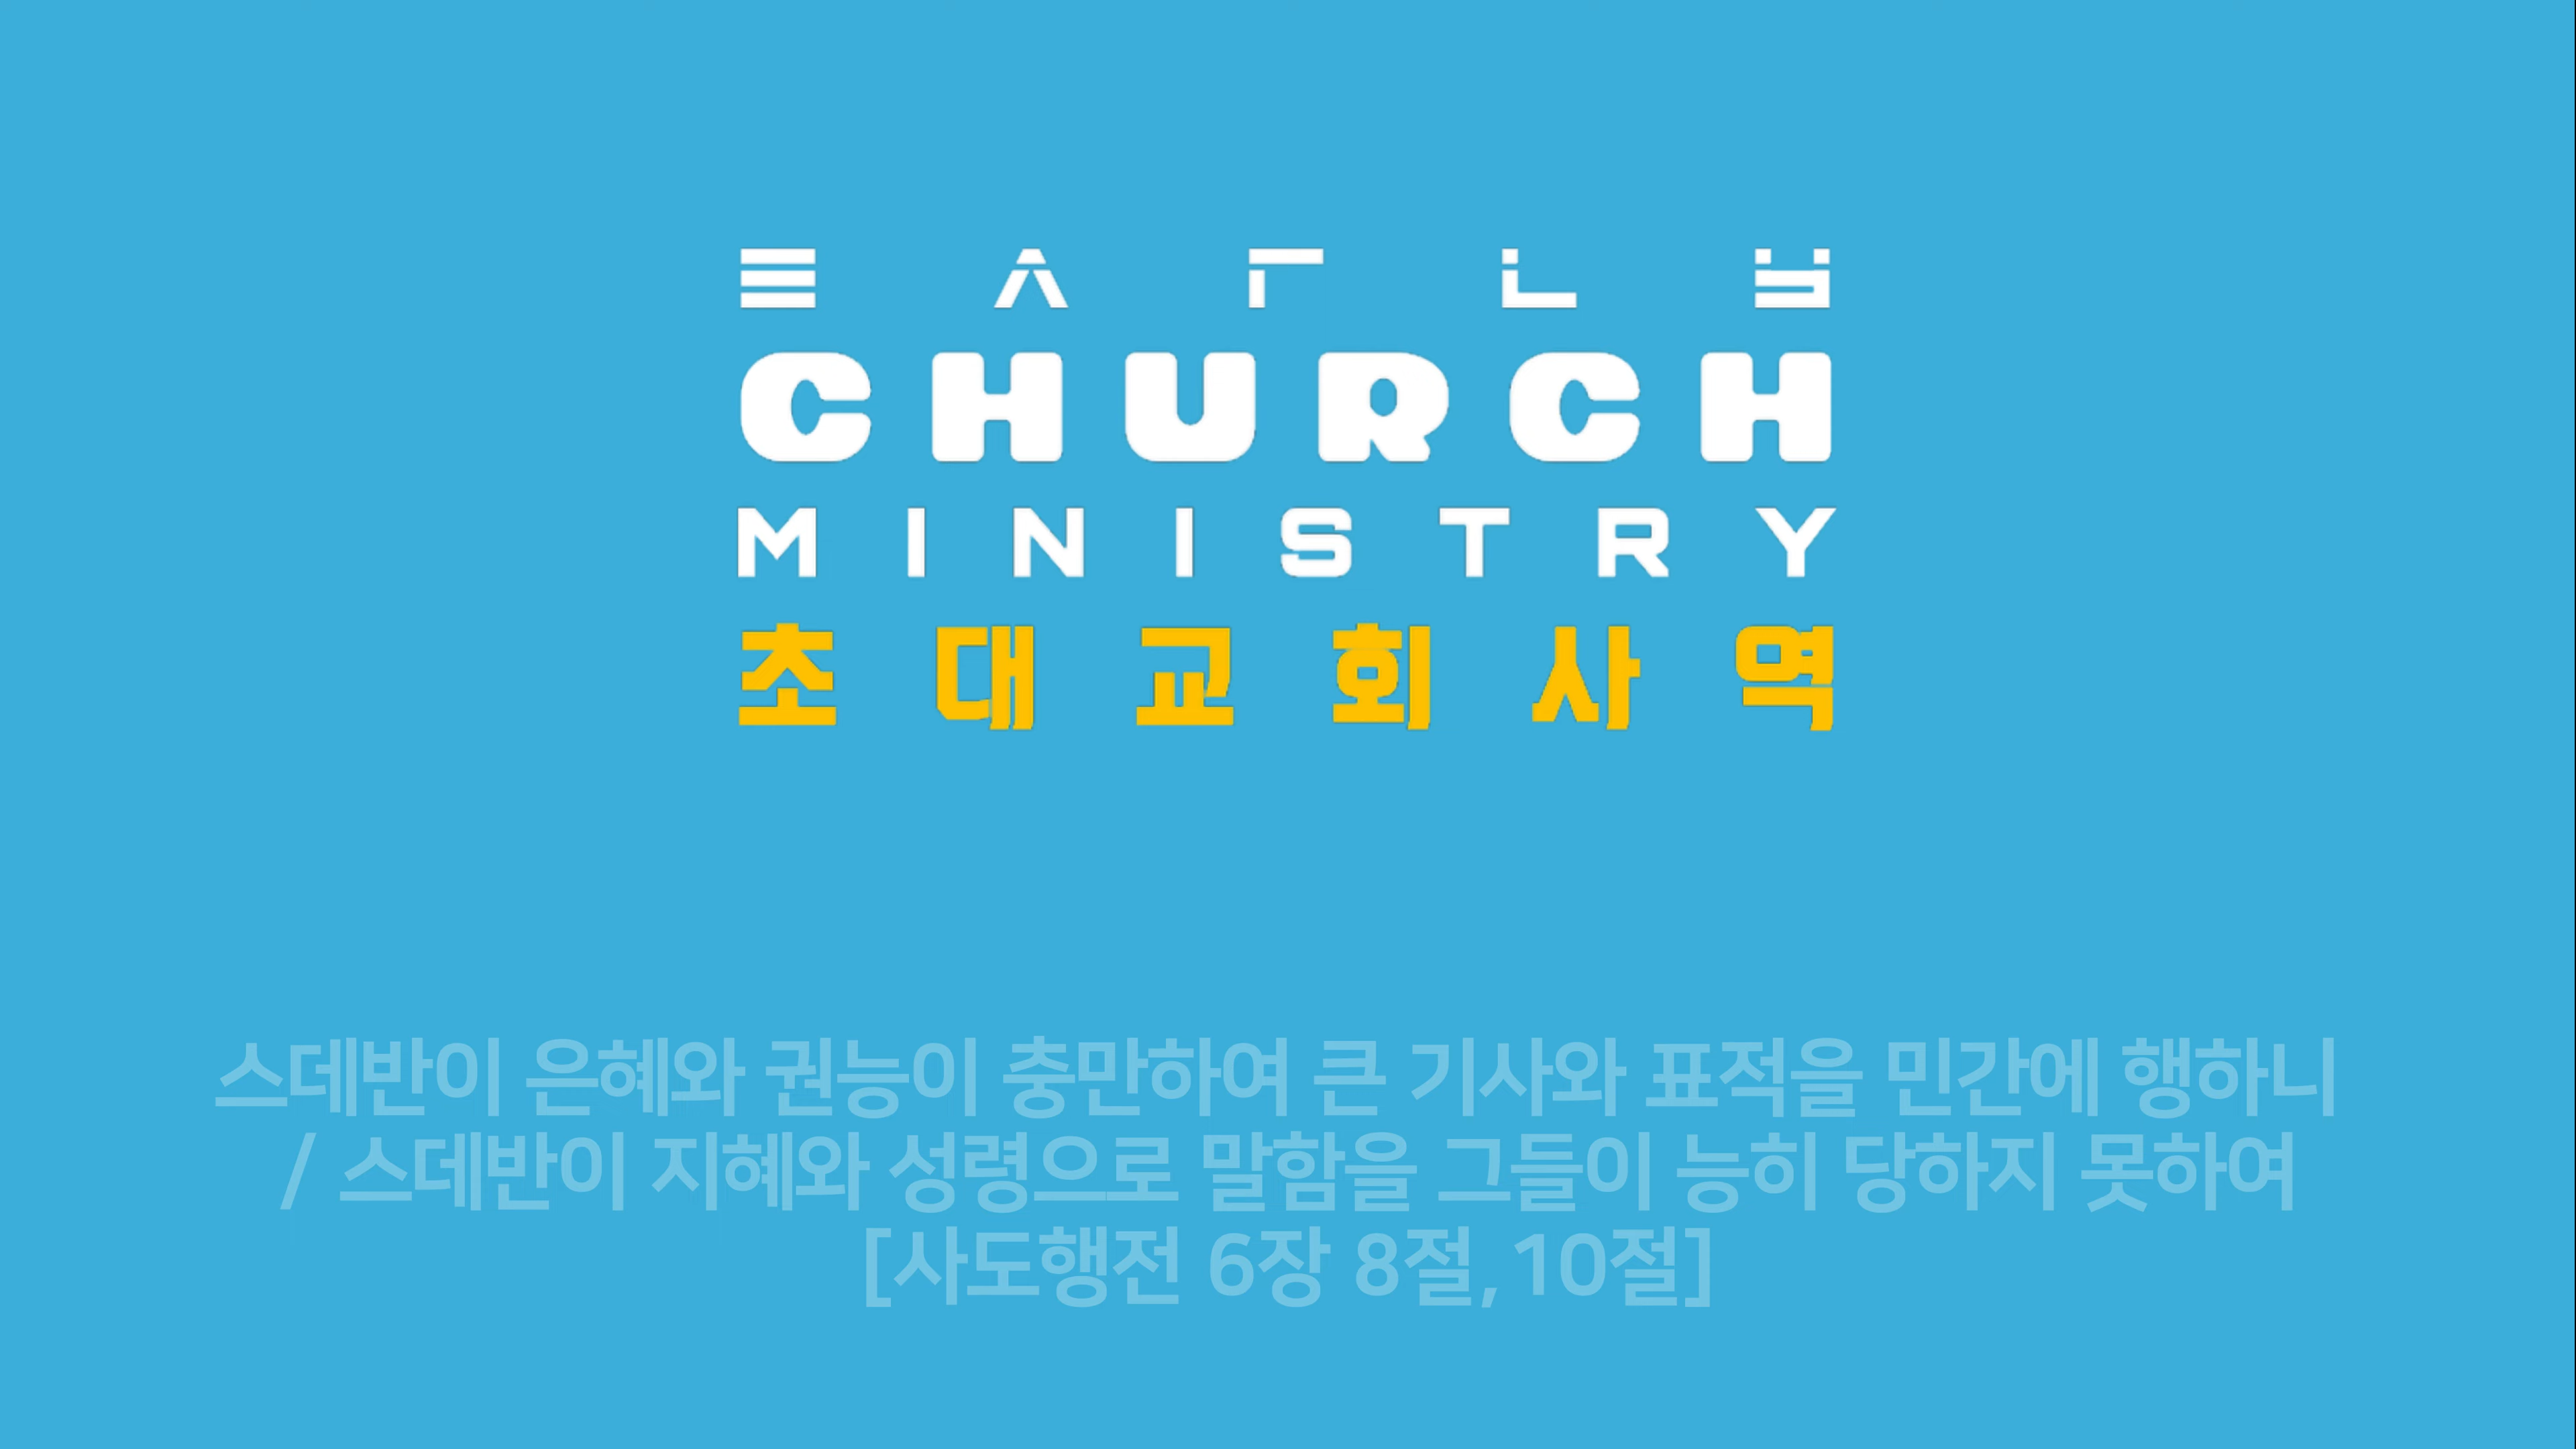 EARLY
CHURCH
MINISTRY
초대교회사역
스데반이 은혜와 권능이 충만하여 큰 기사와 표적을 민간에 행하니
/ 스데반이 지혜와 성령으로 말함을 그들이 능히 당하지 못하여
[사도행전 6장 8절,10절]